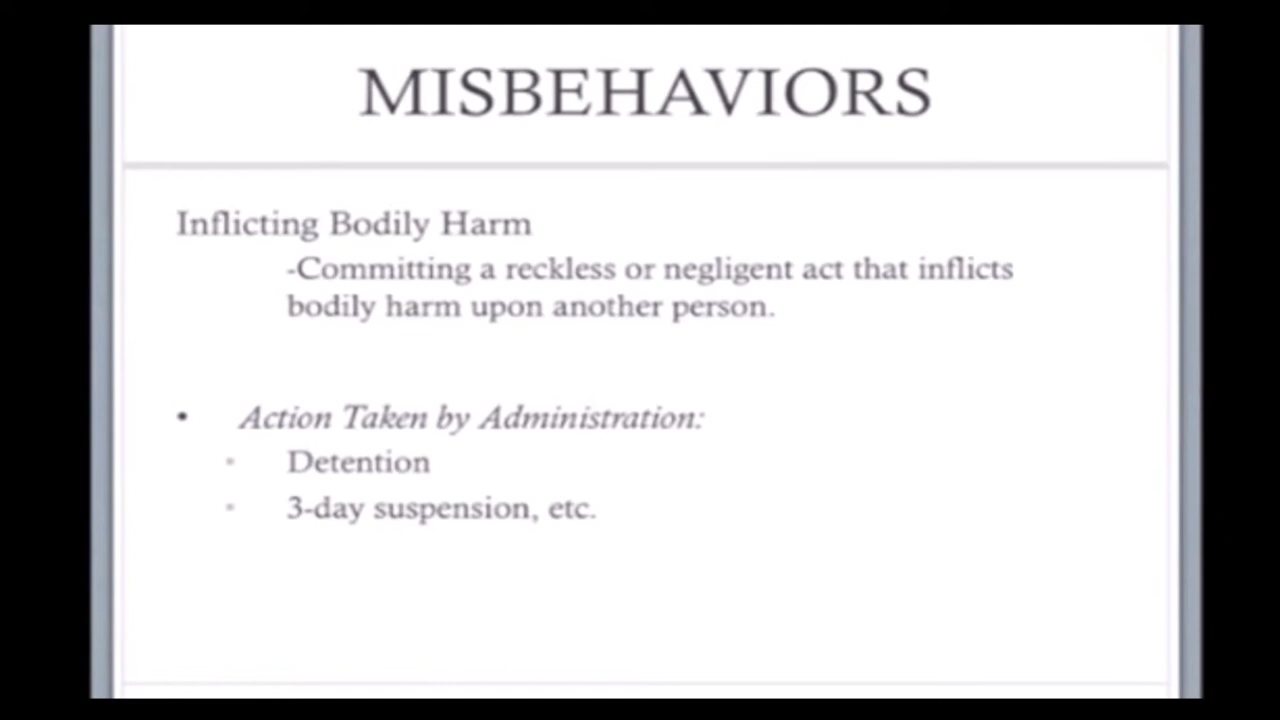 MISBEHAVIORS
Inflicting Bodily Harm
-Committing a reckless or negligent act that inflicts
bodily harm upon another person.
• Action Taken by Administration:
▪ Detention
▪ 3-day suspension, etc.